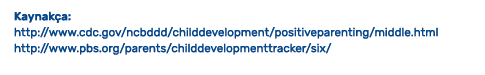 Kaynakça:
http://www.cdc.gov/ncbddd/childdevelopment/positiveparenting/middle.html
http://www.pbs.org/parents/childdevelopmenttracker/six/